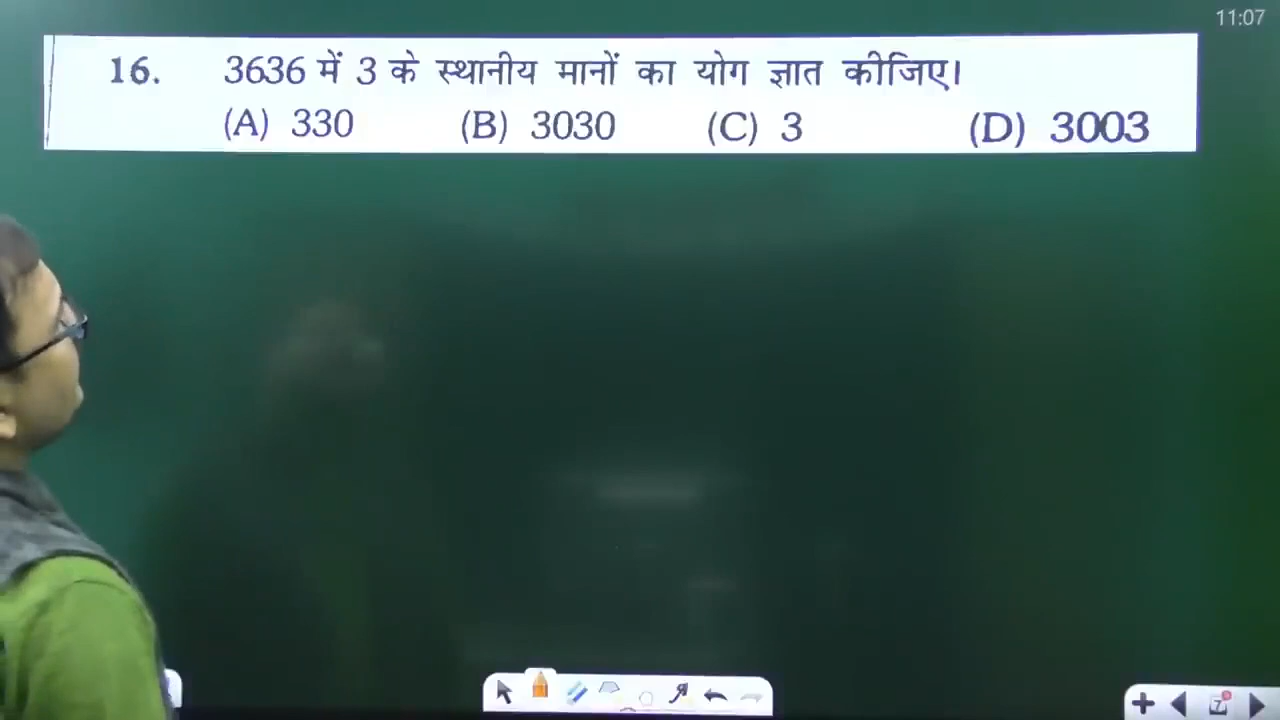 11:07
16. 3636 में 3 के स्थानीय मानों का योग ज्ञात कीजिए।
(A) 330 (B) 3030 (C) 3 (D) 3003